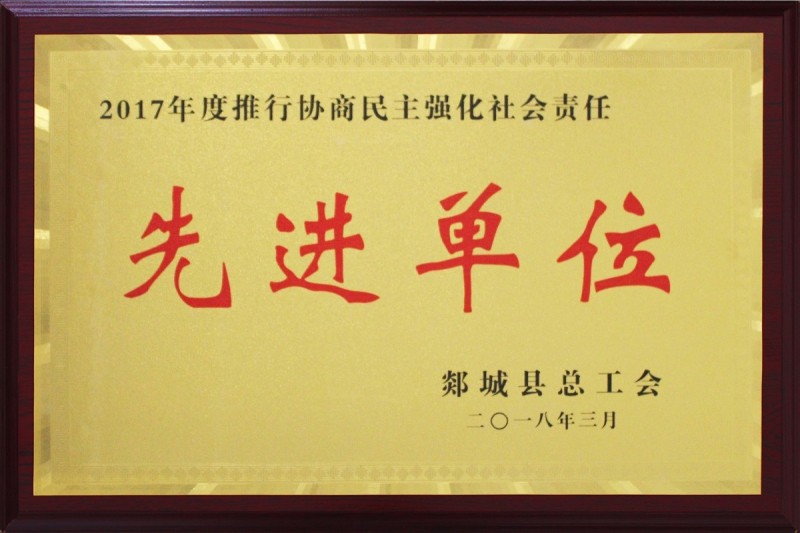 2017年度推行协商民主强化社会责任
先进单位
郯城县总工会
二〇一八年三月